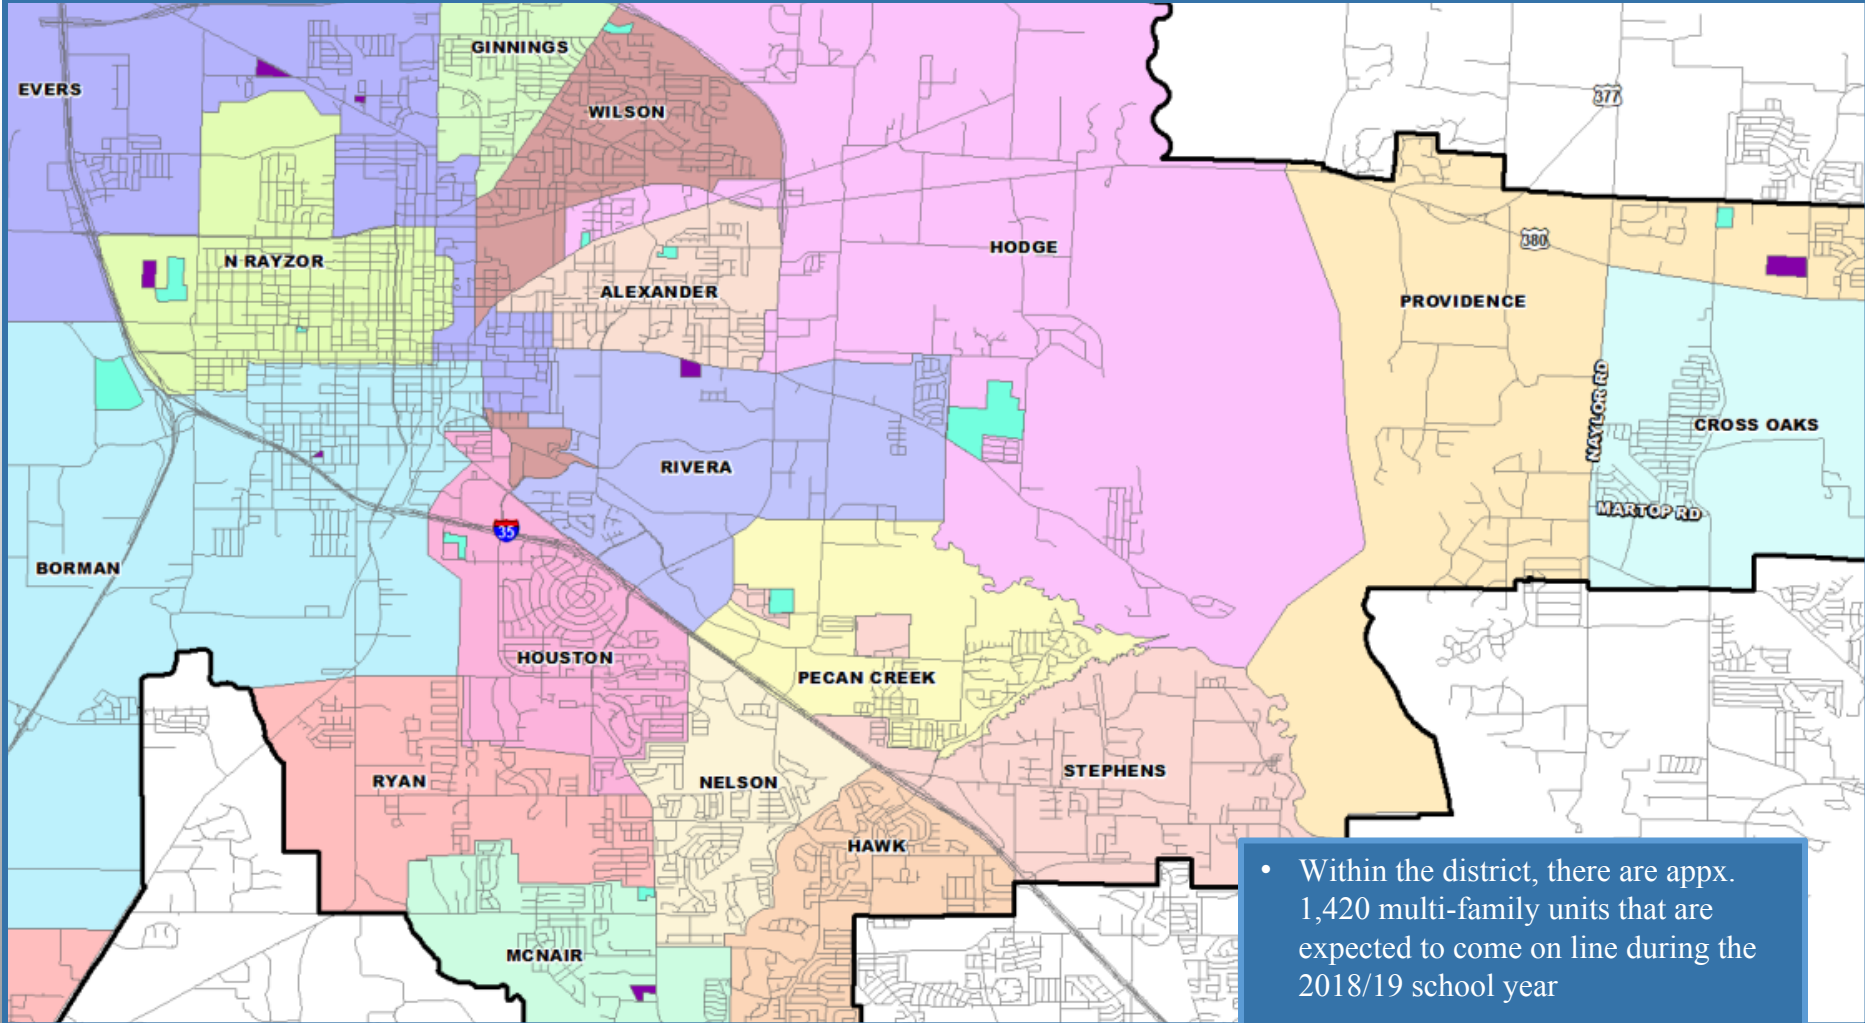 GINNINGS
EVERS
377
WILSON
380
HODGE
N RAYZOR
ALEXANDER
PROVIDENCE
NAYLOR RD
CROSS OAKS
RIVERA
MARTOP RD
35
BORMAN
HOUSTON
PECAN CREEK
STEPHENS
RYAN
NELSON
HAWK
MCNAIR
• Within the district, there are appx.
1,420 multi-family units that are
expected to come on line during the
2018/19 school year